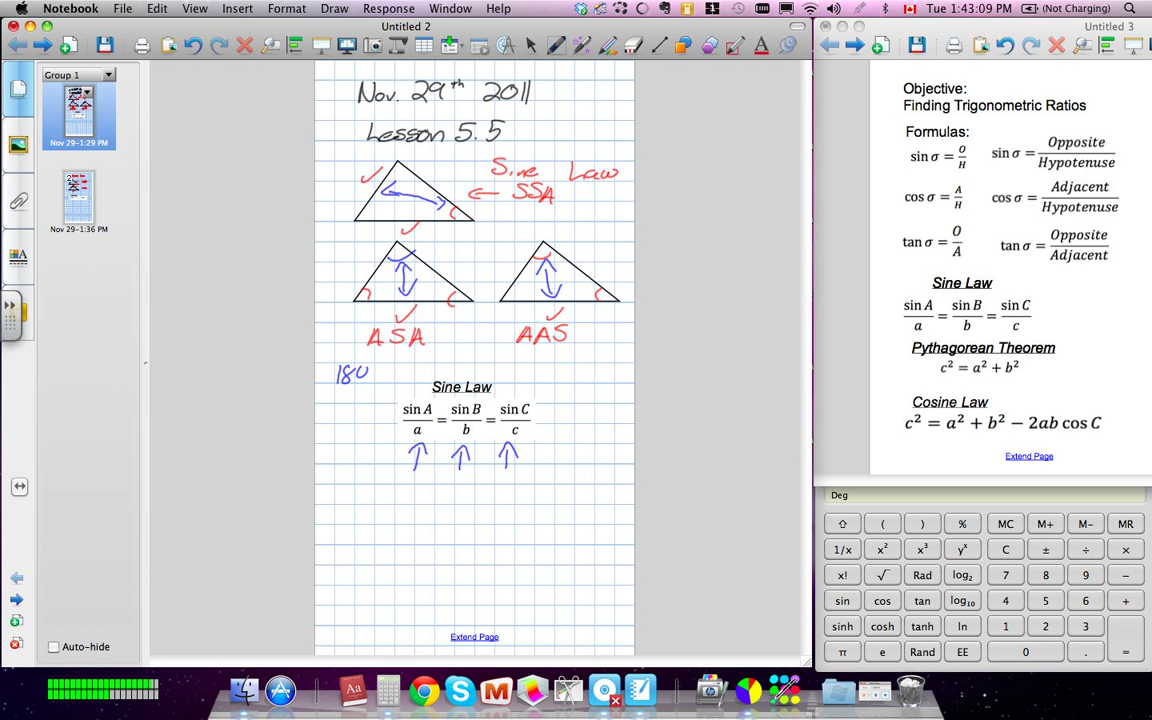 Notebook File Edit View Insert Format Draw Response Window Help
Tue 1:43:09 PM (Not Charging)
Untitled 2
Untitled 3
Group 1
Nov 29-1:29 PM
Nov 29-1:36 PM
Auto-hide
Nov. 29th 2011
Lesson 5.5
Sine Law
← SSA
ASA
AAS
180
Sine Law
sin A/a = sin B/b = sin C/c
↑ ↑ ↑
Extend Page
Objective:
Finding Trigonometric Ratios
Formulas:
sin σ = O/H sin σ = Opposite/Hypotenuse
cos σ = A/H cos σ = Adjacent/Hypotenuse
tan σ = O/A tan σ = Opposite/Adjacent
Sine Law
sin A/a = sin B/b = sin C/c
Pythagorean Theorem
c² = a² + b²
Cosine Law
c² = a² + b² − 2ab cos C
Extend Page
Deg
⇧ ( ) % MC M+ M− MR
1/x x² x³ yˣ C ± ÷ ×
x! √ Rad log₂ 7 8 9 −
sin cos tan log₁₀ 4 5 6 +
sinh cosh tanh ln 1 2 3
π e Rand EE 0 . =
Aa